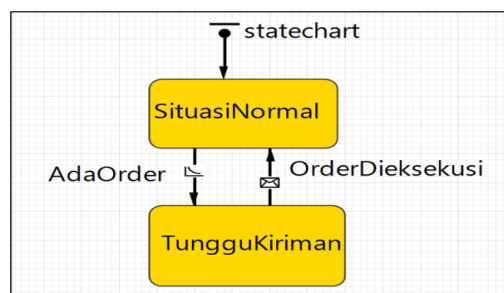 statechart
SituasiNormal
AdaOrder
OrderDieksekusi
TungguKiriman